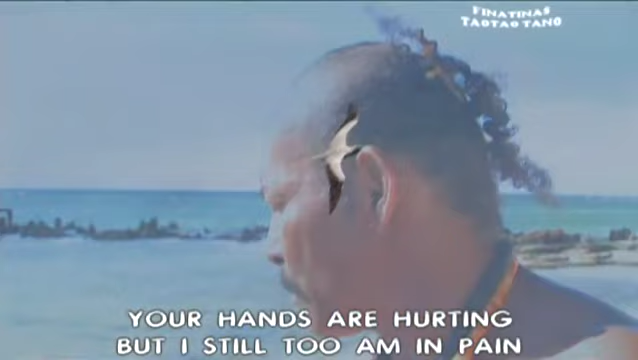 FINATINAS
TAOTAO TANO
YOUR HANDS ARE HURTING
BUT I STILL TOO AM IN PAIN